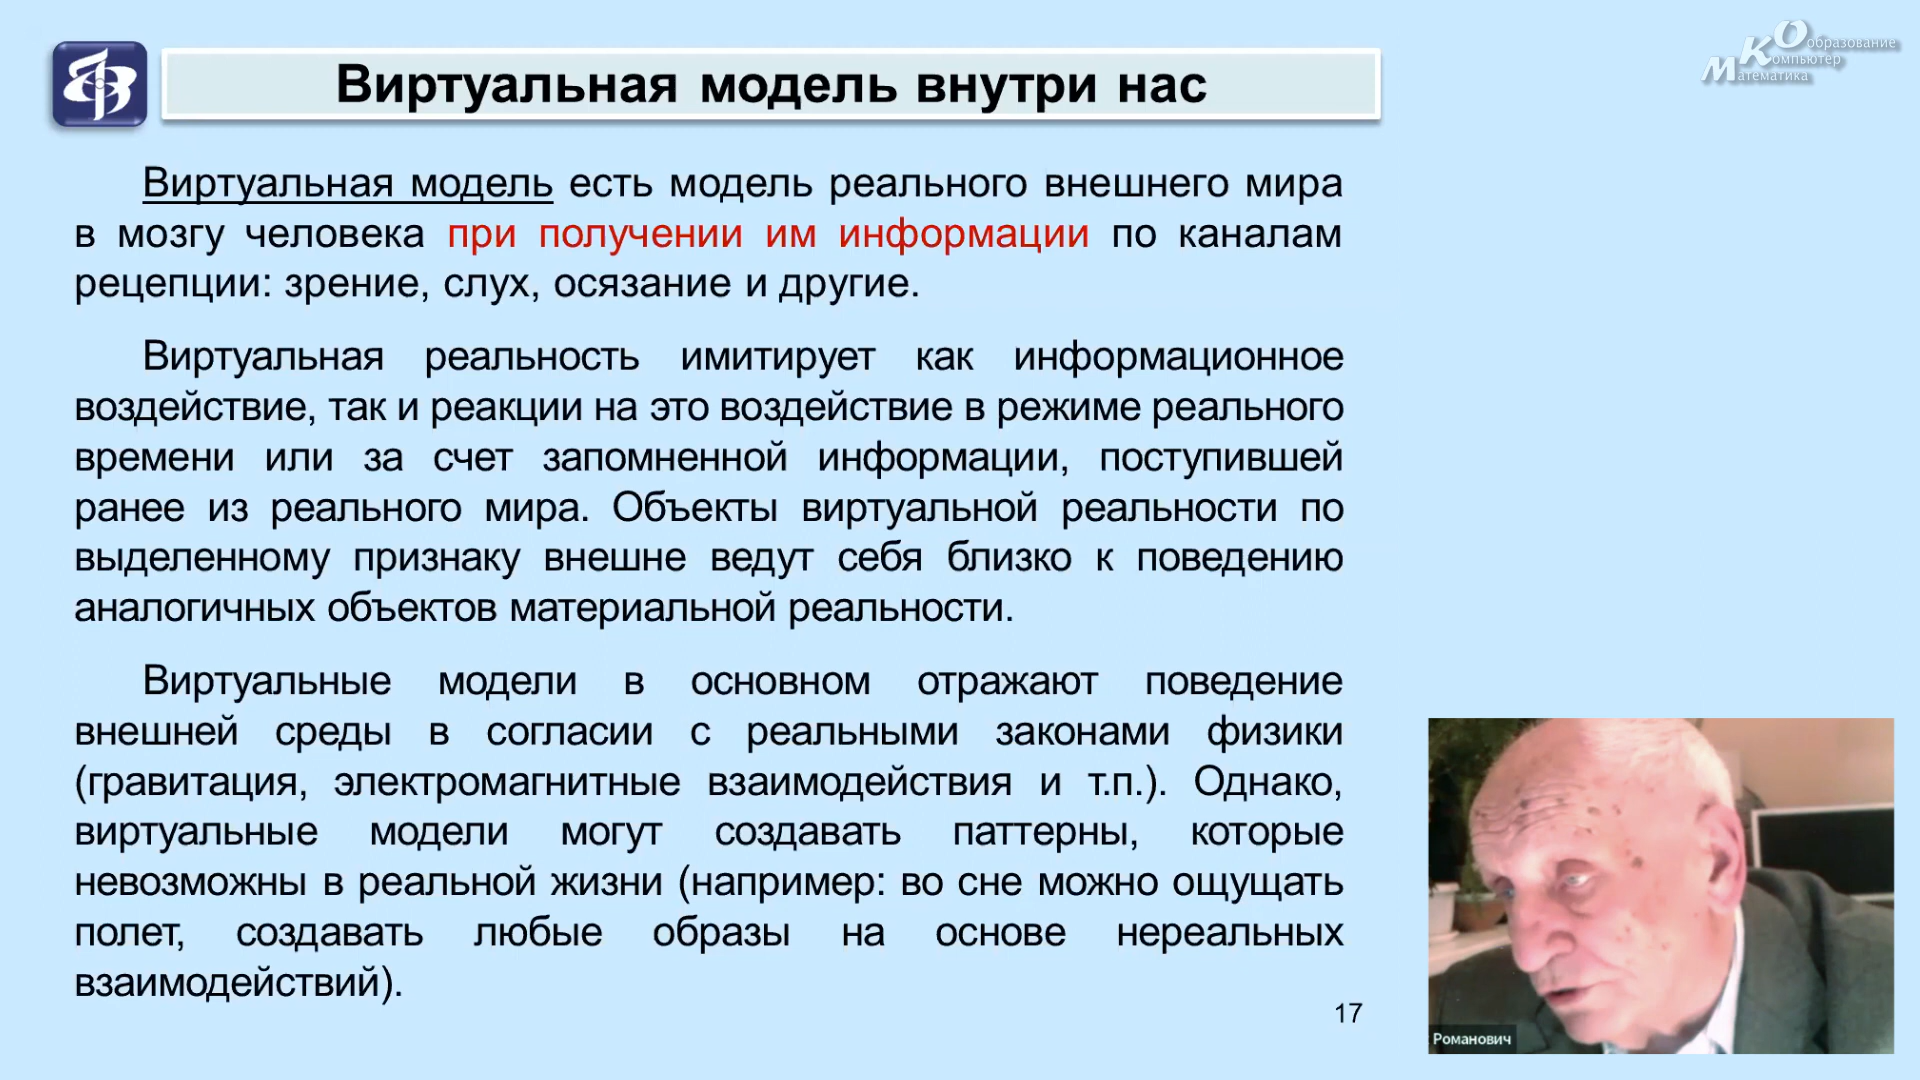 Виртуальная модель внутри нас
Образование
Компьютер
Математика
Виртуальная модель есть модель реального внешнего мира
в мозгу человека при получении им информации по каналам
рецепции: зрение, слух, осязание и другие.
Виртуальная реальность имитирует как информационное
воздействие, так и реакции на это воздействие в режиме реального
времени или за счет запомненной информации, поступившей
ранее из реального мира. Объекты виртуальной реальности по
выделенному признаку внешне ведут себя близко к поведению
аналогичных объектов материальной реальности.
Виртуальные модели в основном отражают поведение
внешней среды в согласии с реальными законами физики
(гравитация, электромагнитные взаимодействия и т.п.). Однако,
виртуальные модели могут создавать паттерны, которые
невозможны в реальной жизни (например: во сне можно ощущать
полет, создавать любые образы на основе нереальных
взаимодействий).
17
Романович